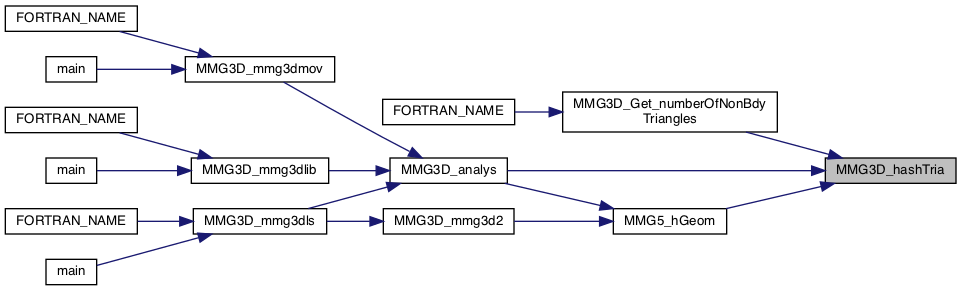 FORTRAN_NAME
main
MMG3D_mmg3dmov
MMG3D_Get_numberOfNonBdy
Triangles
FORTRAN_NAME
FORTRAN_NAME
main
MMG3D_mmg3dlib
MMG3D_analys
MMG3D_hashTria
FORTRAN_NAME
MMG3D_mmg3dls
MMG3D_mmg3d2
MMG5_hGeom
main